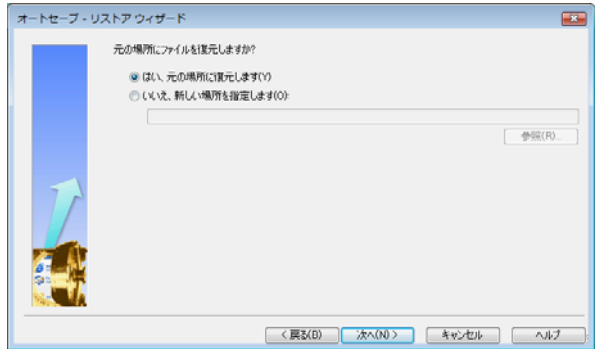 オートセーブ - リストア ウィザード
元の場所にファイルを復元しますか?
はい、元の場所に復元します(Y)
いいえ、新しい場所を指定します(O):
参照(R)...
< 戻る(B)
次へ(N) >
キャンセル
ヘルプ